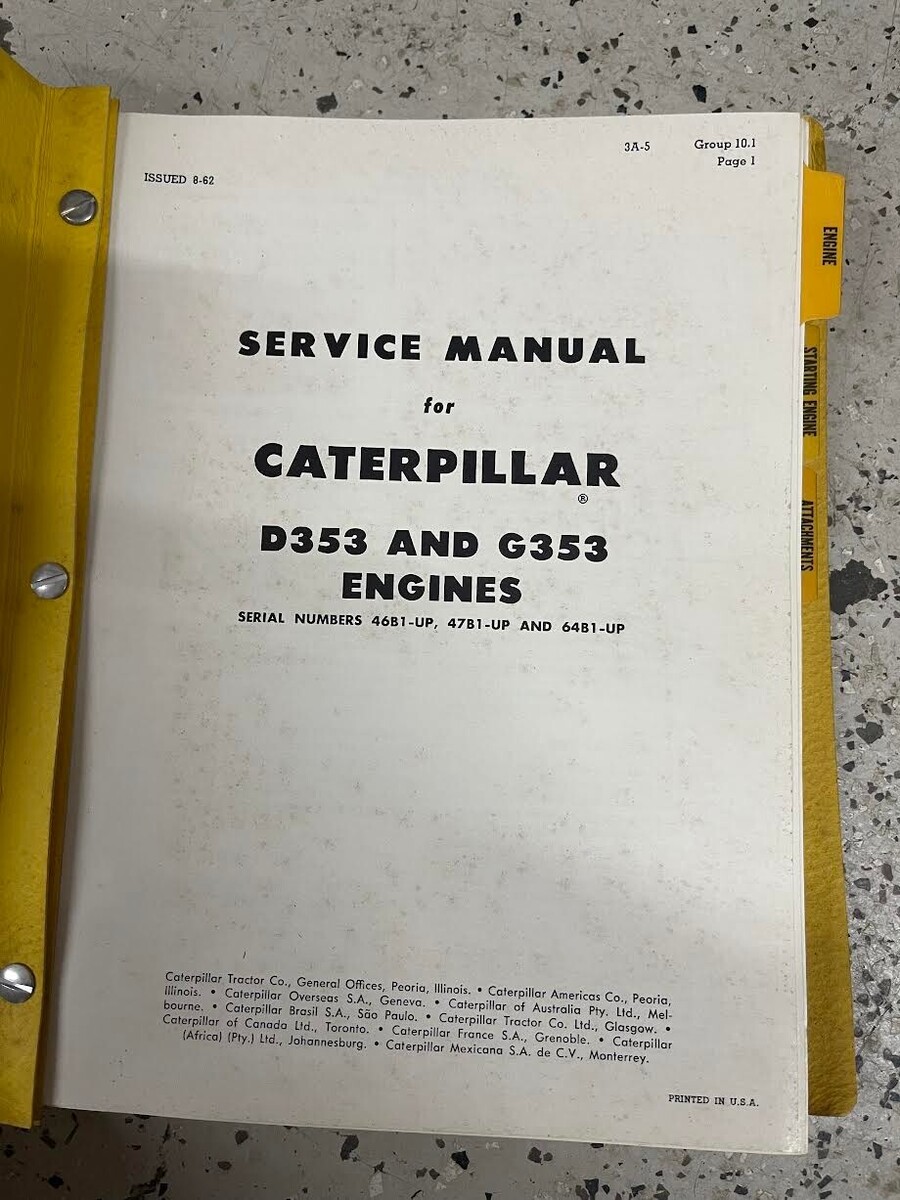 3A-5 Group 10.1
Page 1
ISSUED 8-62
SERVICE MANUAL
for
CATERPILLAR
®
D353 AND G353
ENGINES
SERIAL NUMBERS 46B1-UP, 47B1-UP AND 64B1-UP
Caterpillar Tractor Co., General Offices, Peoria, Illinois. • Caterpillar Americas Co., Peoria,
Illinois. • Caterpillar Overseas S.A., Geneva. • Caterpillar of Australia Pty. Ltd., Mel-
bourne. • Caterpillar Brasil S.A., São Paulo. • Caterpillar Tractor Co. Ltd., Glasgow. •
Caterpillar of Canada Ltd., Toronto. • Caterpillar France S.A., Grenoble. • Caterpillar
(Africa) (Pty.) Ltd., Johannesburg. • Caterpillar Mexicana S.A. de C.V., Monterrey.
PRINTED IN U.S.A.
ENGINE
STARTING ENGINE
ATTACHMENTS